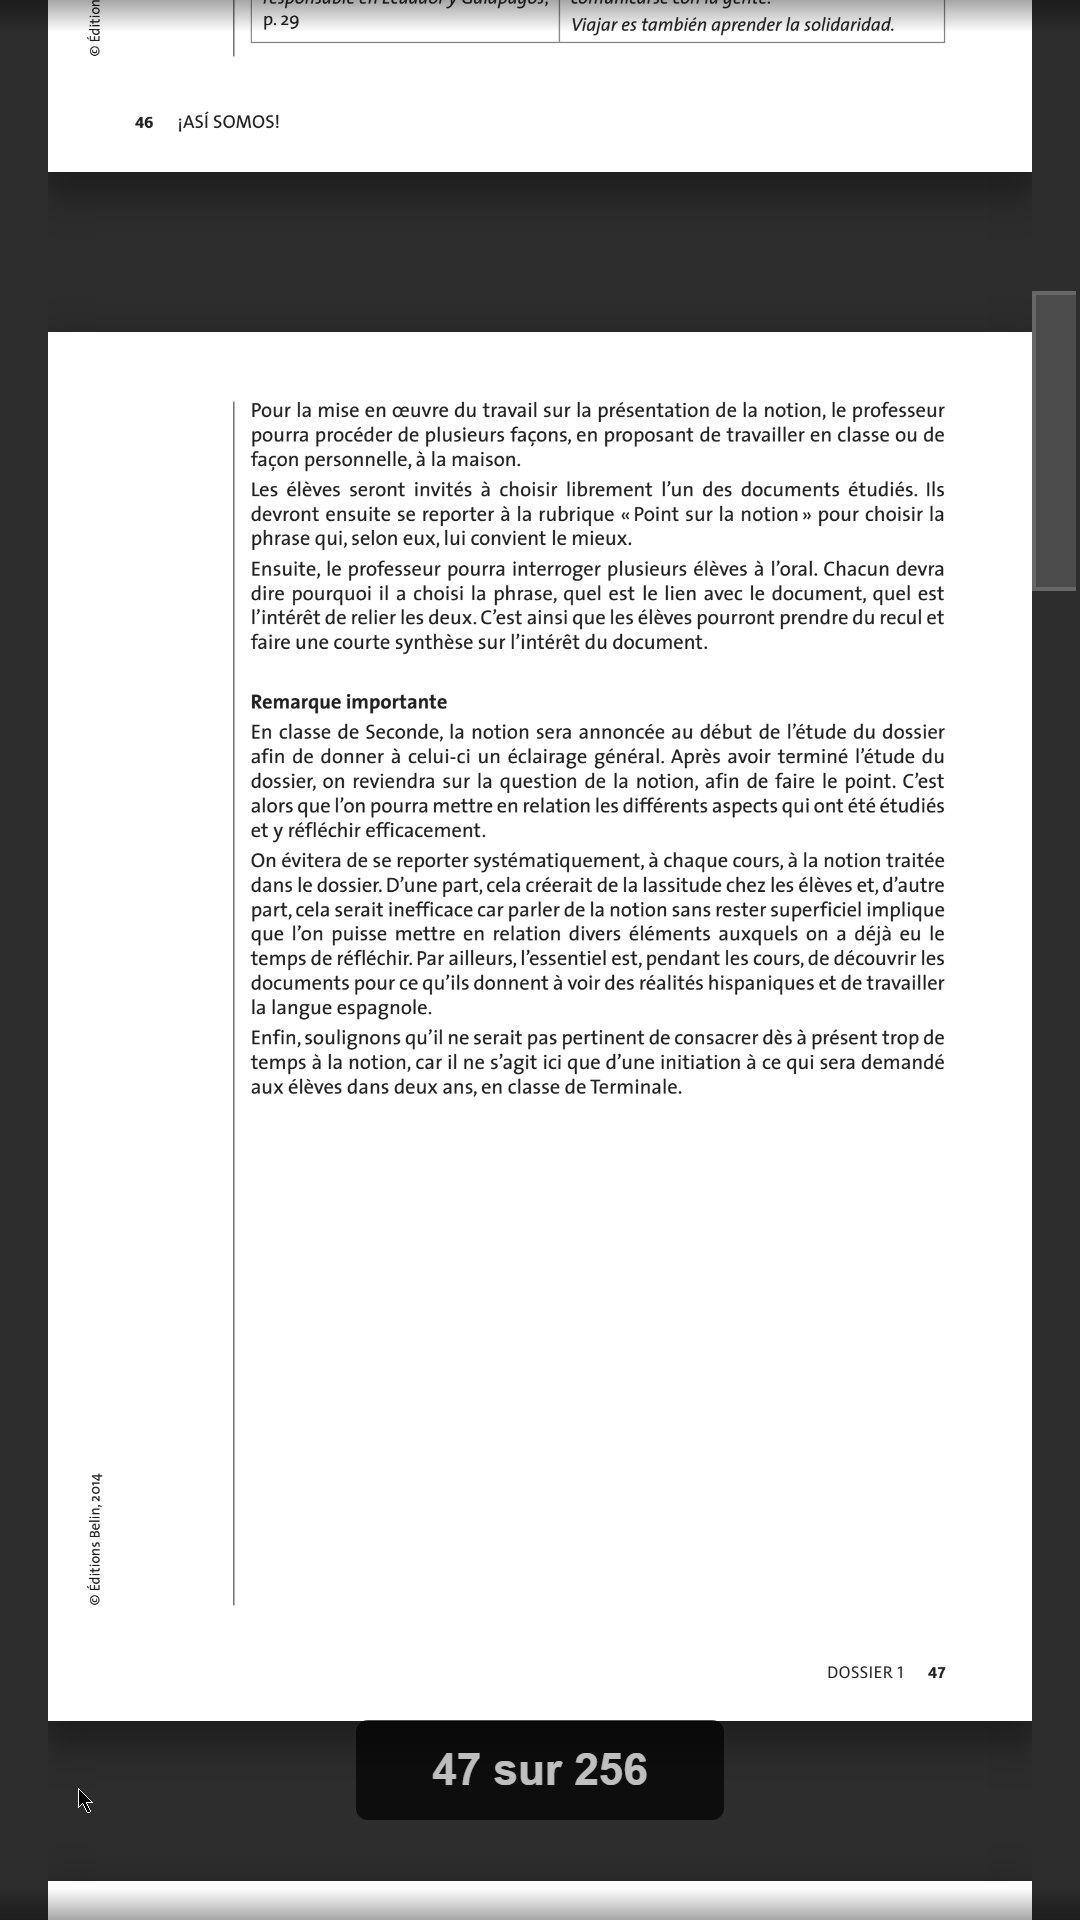 responsable en Ecuador y Galápagos,
p. 29
comunicarse con la gente.
Viajar es también aprender la solidaridad.
© Édition
46 ¡ASÍ SOMOS!
Pour la mise en œuvre du travail sur la présentation de la notion, le professeur
pourra procéder de plusieurs façons, en proposant de travailler en classe ou de
façon personnelle, à la maison.
Les élèves seront invités à choisir librement l’un des documents étudiés. Ils
devront ensuite se reporter à la rubrique « Point sur la notion » pour choisir la
phrase qui, selon eux, lui convient le mieux.
Ensuite, le professeur pourra interroger plusieurs élèves à l’oral. Chacun devra
dire pourquoi il a choisi la phrase, quel est le lien avec le document, quel est
l’intérêt de relier les deux. C’est ainsi que les élèves pourront prendre du recul et
faire une courte synthèse sur l’intérêt du document.
Remarque importante
En classe de Seconde, la notion sera annoncée au début de l’étude du dossier
afin de donner à celui-ci un éclairage général. Après avoir terminé l’étude du
dossier, on reviendra sur la question de la notion, afin de faire le point. C’est
alors que l’on pourra mettre en relation les différents aspects qui ont été étudiés
et y réfléchir efficacement.
On évitera de se reporter systématiquement, à chaque cours, à la notion traitée
dans le dossier. D’une part, cela créerait de la lassitude chez les élèves et, d’autre
part, cela serait inefficace car parler de la notion sans rester superficiel implique
que l’on puisse mettre en relation divers éléments auxquels on a déjà eu le
temps de réfléchir. Par ailleurs, l’essentiel est, pendant les cours, de découvrir les
documents pour ce qu’ils donnent à voir des réalités hispaniques et de travailler
la langue espagnole.
Enfin, soulignons qu’il ne serait pas pertinent de consacrer dès à présent trop de
temps à la notion, car il ne s’agit ici que d’une initiation à ce qui sera demandé
aux élèves dans deux ans, en classe de Terminale.
© Éditions Belin, 2014
DOSSIER 1 47
47 sur 256